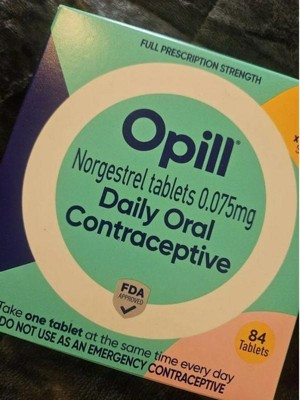 FULL PRESCRIPTION STRENGTH
Opill®
Norgestrel tablets 0.075mg
Daily Oral
Contraceptive
FDA
APPROVED
84
Tablets
Take one tablet at the same time every day
DO NOT USE AS AN EMERGENCY CONTRACEPTIVE